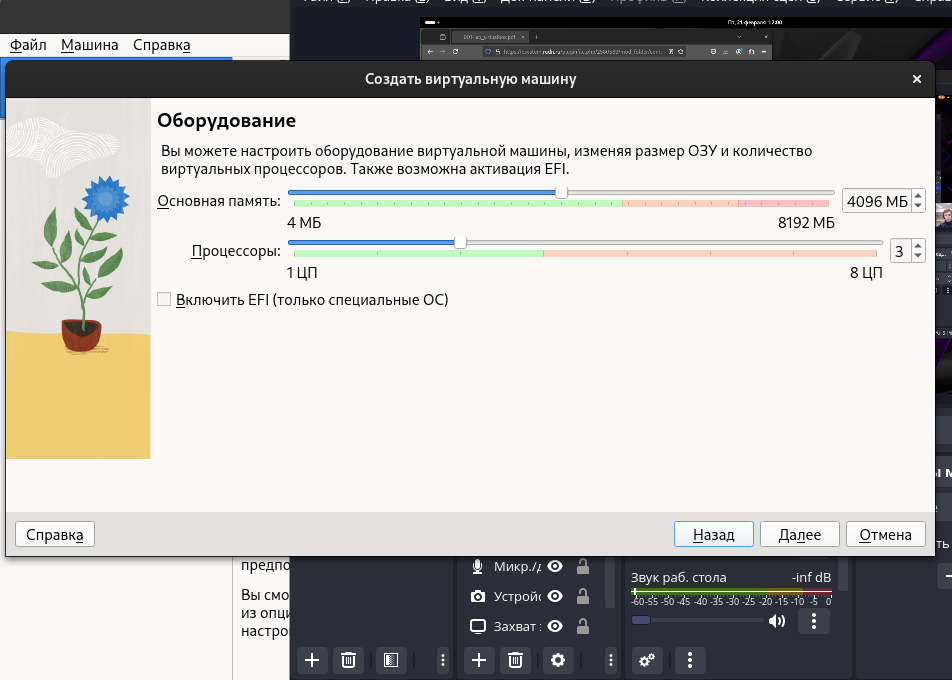 Пт, 21 февраля 12:00
Файл Машина Справка
Создать виртуальную машину
Оборудование
Вы можете настроить оборудование виртуальной машины, изменяя размер ОЗУ и количество
виртуальных процессоров. Также возможна активация EFI.
Основная память:
4096 МБ
4 МБ
8192 МБ
Процессоры:
3
1 ЦП
8 ЦП
Включить EFI (только специальные ОС)
Справка
Назад
Далее
Отмена
предпо
Вы смо
из опци
настро
Микр./д
Устройс
Захват
Звук раб. стола
-inf dB
-60 -55 -50 -45 -40 -35 -30 -25 -20 -15 -10 -5 0